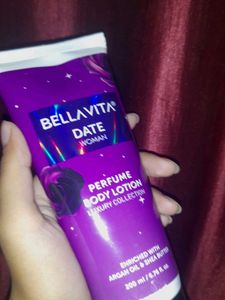 BELLAVITA®
DATE
WOMAN
PERFUME
BODY LOTION
LUXURY COLLECTION
ENRICHED WITH
ARGAN OIL & SHEA BUTTER
200 ml / 6.76 fl. oz